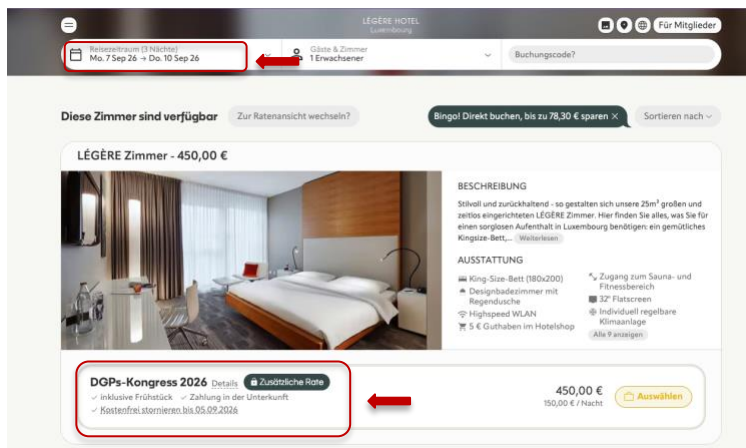 LÉGÈRE HOTEL
Luxembourg
Für Mitglieder
Reisezeitraum (3 Nächte)
Mo. 7 Sep 26 → Do. 10 Sep 26
Gäste & Zimmer
1 Erwachsener
Buchungscode?
Diese Zimmer sind verfügbar
Zur Ratenansicht wechseln?
Bingo! Direkt buchen, bis zu 78,30 € sparen ×
Sortieren nach
LÉGÈRE Zimmer - 450,00 €
BESCHREIBUNG
Stilvoll und zurückhaltend - so gestalten sich unsere 25m² großen und
zeitlos eingerichteten LÉGÈRE Zimmer. Hier finden Sie alles, was Sie für
einen sorglosen Aufenthalt in Luxembourg benötigen: ein gemütliches
Kingsize-Bett,... Weiterlesen
AUSSTATTUNG
King-Size-Bett (180x200)
Designbadezimmer mit
Regendusche
Highspeed WLAN
5 € Guthaben im Hotelshop
Zugang zum Sauna- und
Fitnessbereich
32" Flatscreen
Individuell regelbare
Klimaanlage
Alle 9 anzeigen
DGPs-Kongress 2026 Details Zusätzliche Rate
✓ inklusive Frühstück ✓ Zahlung in der Unterkunft
✓ Kostenfrei stornieren bis 05.09.2026
450,00 €
150,00 € / Nacht
Auswählen